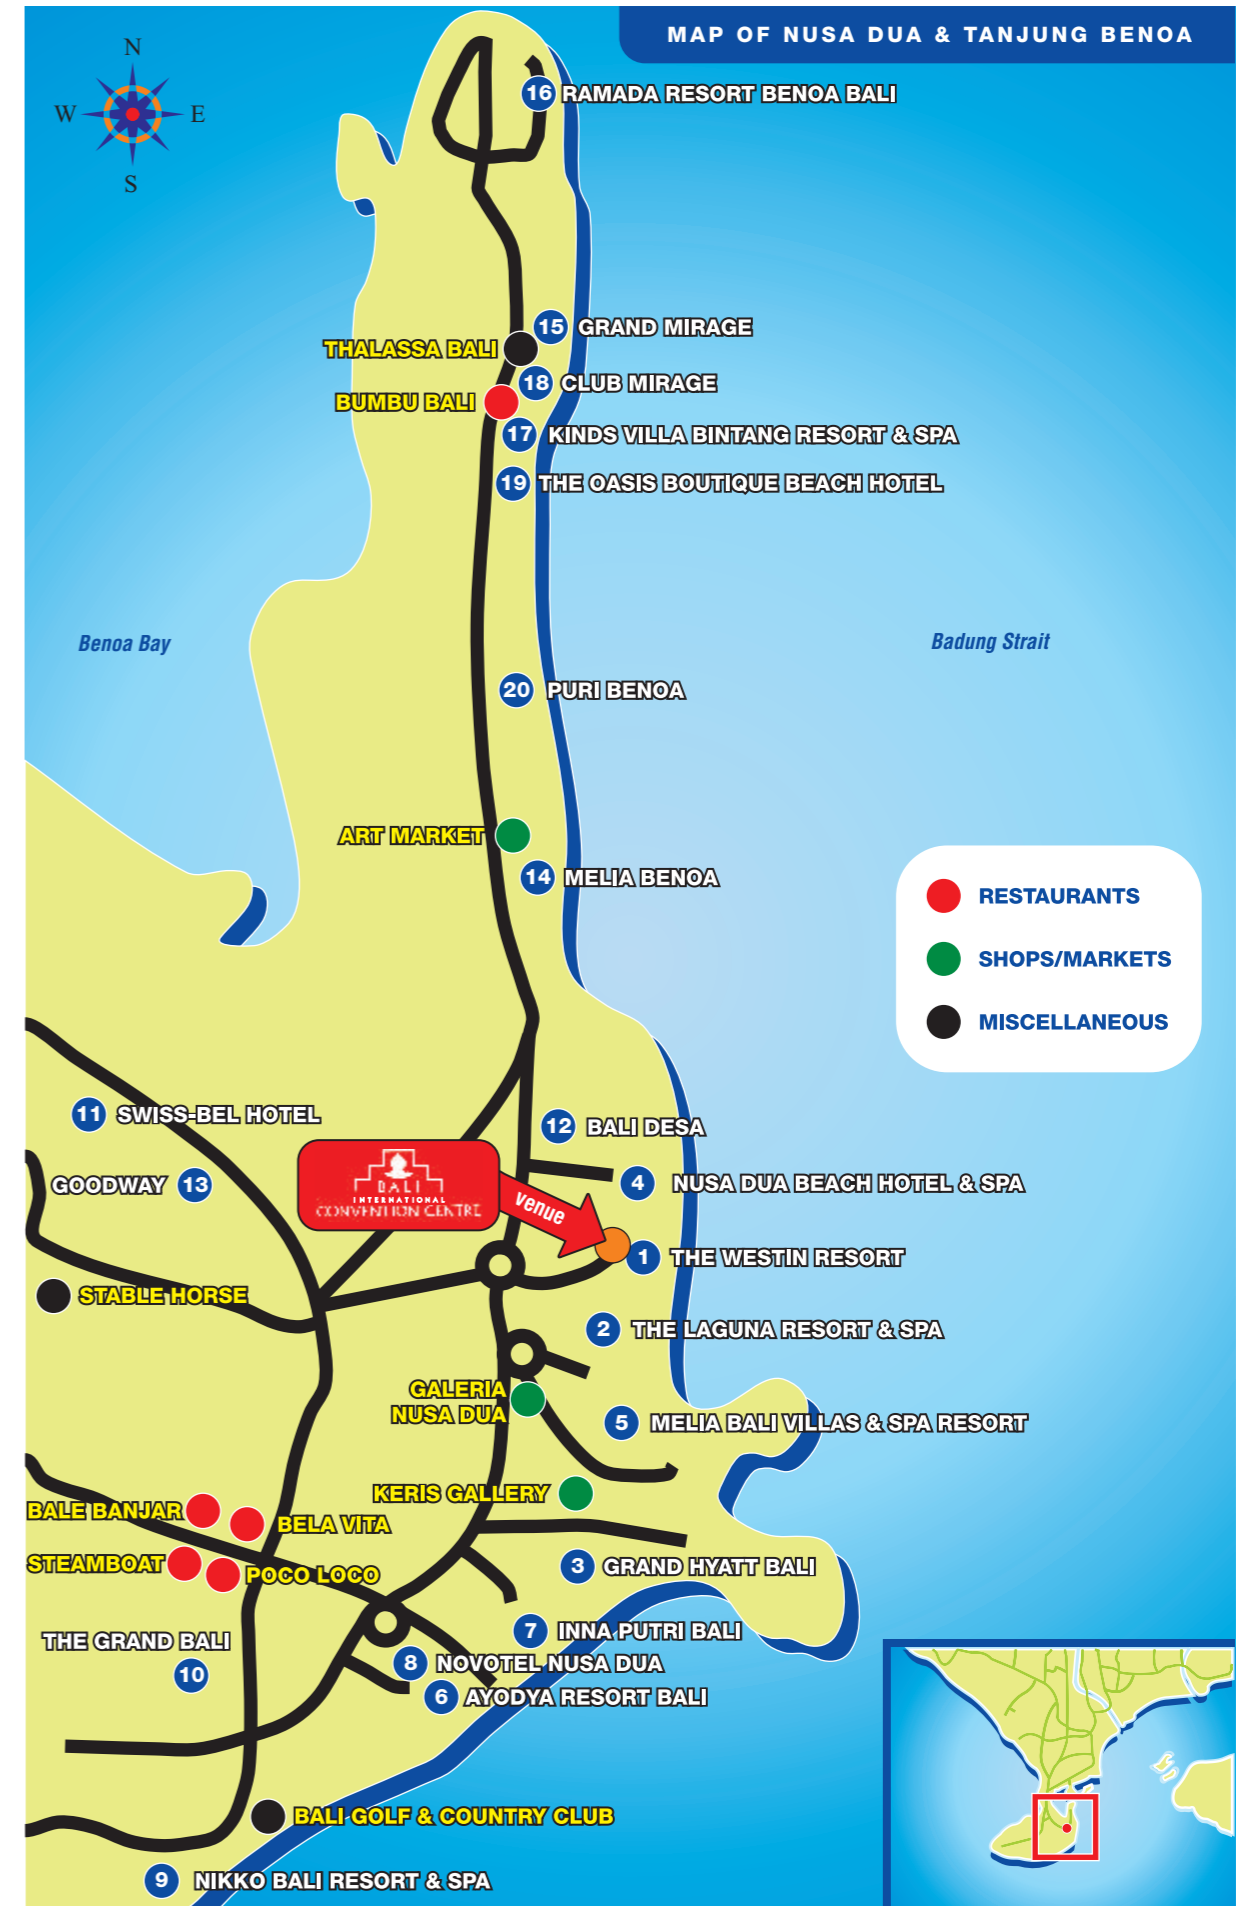 MAP OF NUSA DUA & TANJUNG BENOA
N
W
E
S
16 RAMADA RESORT BENOA BALI
15 GRAND MIRAGE
THALASSA BALI
18 CLUB MIRAGE
BUMBU BALI
17 KINDS VILLA BINTANG RESORT & SPA
19 THE OASIS BOUTIQUE BEACH HOTEL
Benoa Bay
Badung Strait
20 PURI BENOA
ART MARKET
14 MELIA BENOA
RESTAURANTS
SHOPS/MARKETS
MISCELLANEOUS
11 SWISS-BEL HOTEL
12 BALI DESA
GOODWAY 13
4 NUSA DUA BEACH HOTEL & SPA
BALI
INTERNATIONAL
CONVENTION CENTRE
venue
1 THE WESTIN RESORT
STABLE HORSE
2 THE LAGUNA RESORT & SPA
GALERIA
NUSA DUA
5 MELIA BALI VILLAS & SPA RESORT
KERIS GALLERY
BALE BANJAR
BELA VITA
STEAMBOAT
POCO LOCO
3 GRAND HYATT BALI
THE GRAND BALI
10
7 INNA PUTRI BALI
8 NOVOTEL NUSA DUA
6 AYODYA RESORT BALI
BALI GOLF & COUNTRY CLUB
9 NIKKO BALI RESORT & SPA